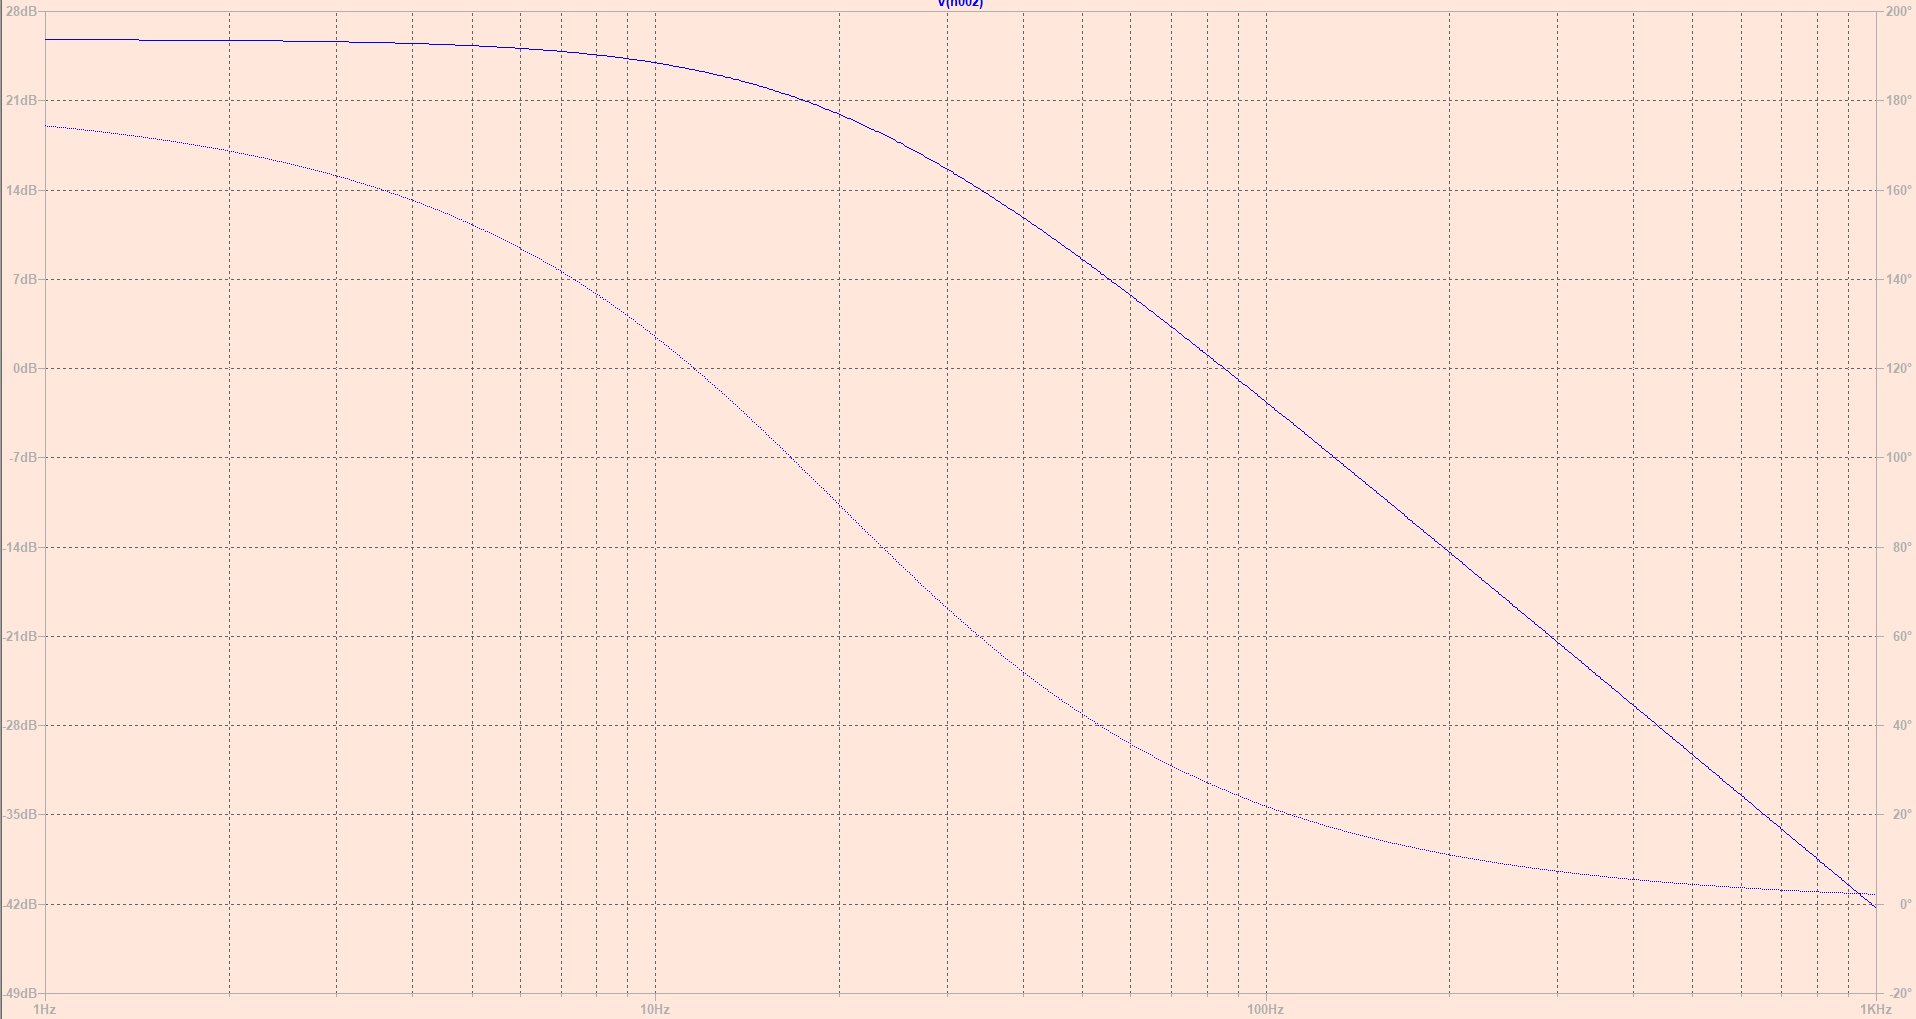 V(n002)
28dB
21dB
14dB
7dB
0dB
-7dB
-14dB
-21dB
-28dB
-35dB
-42dB
-49dB
200°
180°
160°
140°
120°
100°
80°
60°
40°
20°
0°
-20°
1Hz
10Hz
100Hz
1KHz